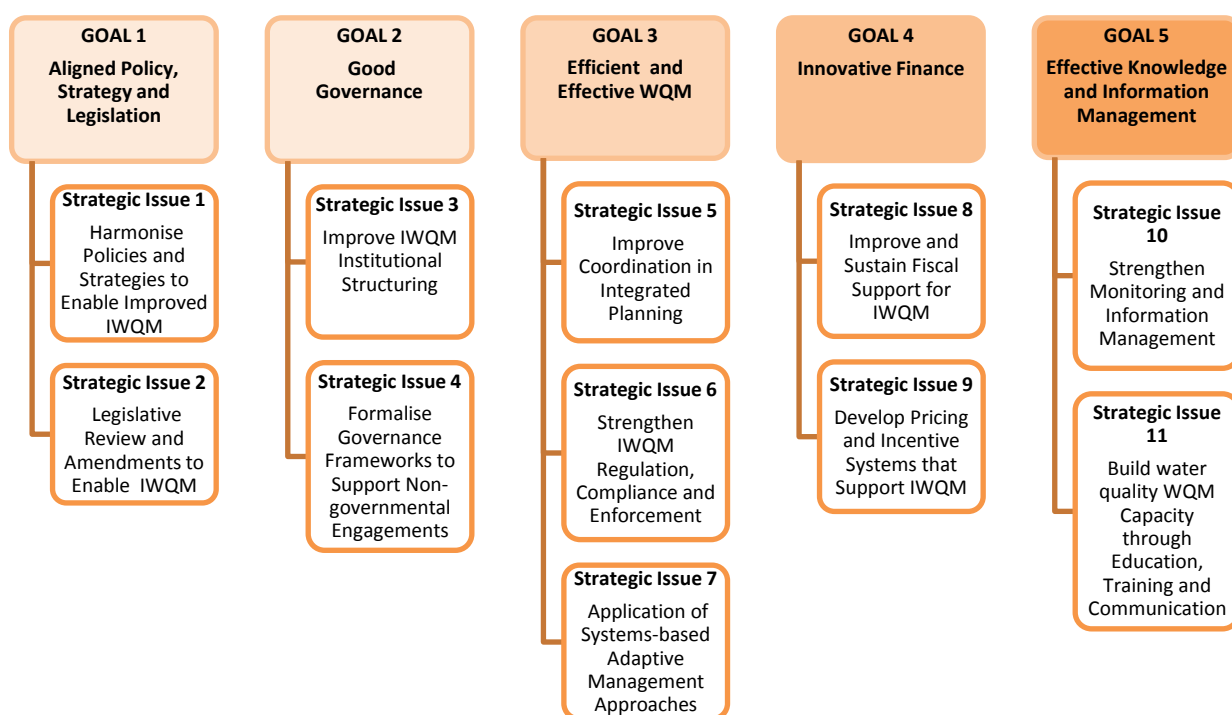 GOAL 1
Aligned Policy,
Strategy and
Legislation
Strategic Issue 1
Harmonise
Policies and
Strategies to
Enable Improved
IWQM
Strategic Issue 2
Legislative
Review and
Amendments to
Enable IWQM
GOAL 2
Good
Governance
Strategic Issue 3
Improve IWQM
Institutional
Structuring
Strategic Issue 4
Formalise
Governance
Frameworks to
Support Non-
governmental
Engagements
GOAL 3
Efficient and
Effective WQM
Strategic Issue 5
Improve
Coordination in
Integrated
Planning
Strategic Issue 6
Strengthen
IWQM
Regulation,
Compliance and
Enforcement
Strategic Issue 7
Application of
Systems-based
Adaptive
Management
Approaches
GOAL 4
Innovative Finance
Strategic Issue 8
Improve and
Sustain Fiscal
Support for
IWQM
Strategic Issue 9
Develop Pricing
and Incentive
Systems that
Support IWQM
GOAL 5
Effective Knowledge
and Information
Management
Strategic Issue
10
Strengthen
Monitoring and
Information
Management
Strategic Issue
11
Build water
quality WQM
Capacity
through
Education,
Training and
Communication